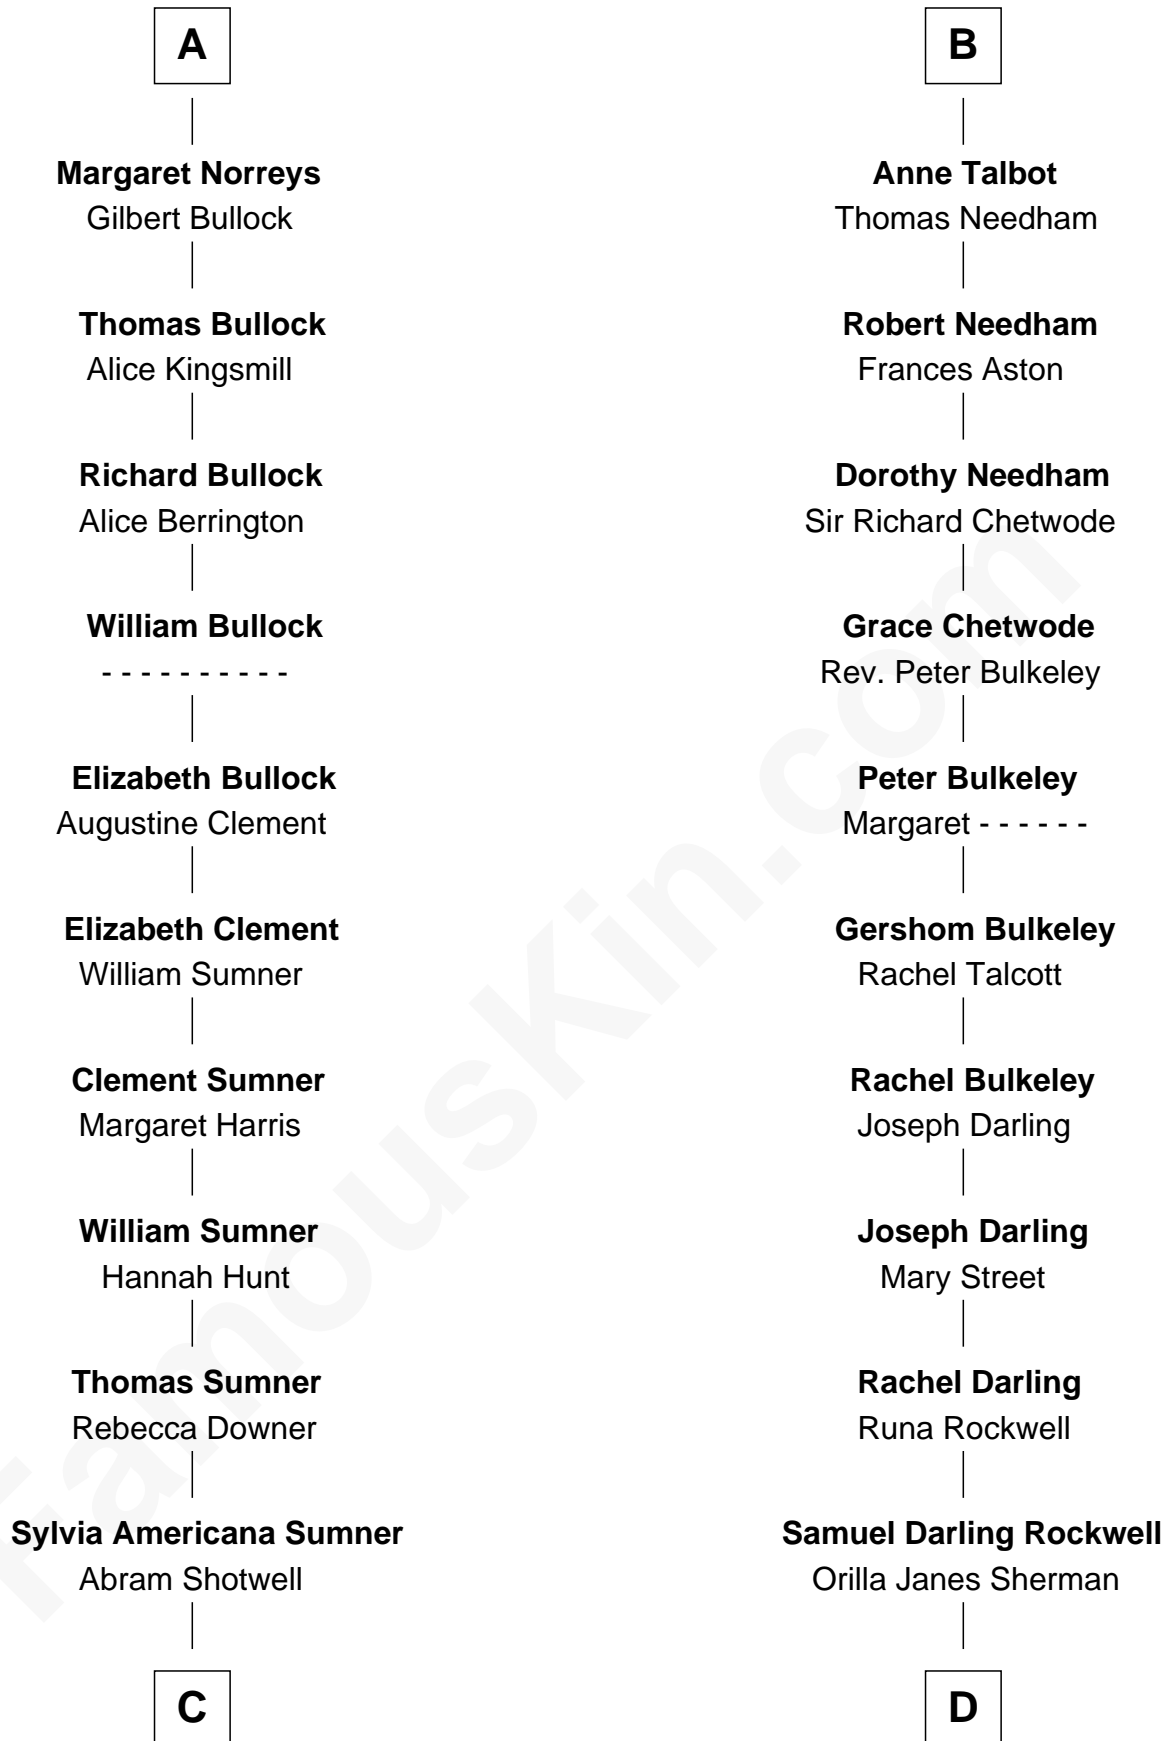 A
Margaret Norreys
Gilbert Bullock
Thomas Bullock
Alice Kingsmill
Richard Bullock
Alice Berrington
William Bullock
- - - - - - - - - -
Elizabeth Bullock
Augustine Clement
Elizabeth Clement
William Sumner
Clement Sumner
Margaret Harris
William Sumner
Hannah Hunt
Thomas Sumner
Rebecca Downer
Sylvia Americana Sumner
Abram Shotwell
C
B
Anne Talbot
Thomas Needham
Robert Needham
Frances Aston
Dorothy Needham
Sir Richard Chetwode
Grace Chetwode
Rev. Peter Bulkeley
Peter Bulkeley
Margaret - - - - - -
Gershom Bulkeley
Rachel Talcott
Rachel Bulkeley
Joseph Darling
Joseph Darling
Mary Street
Rachel Darling
Runa Rockwell
Samuel Darling Rockwell
Orilla Janes Sherman
D
FamousKin.com